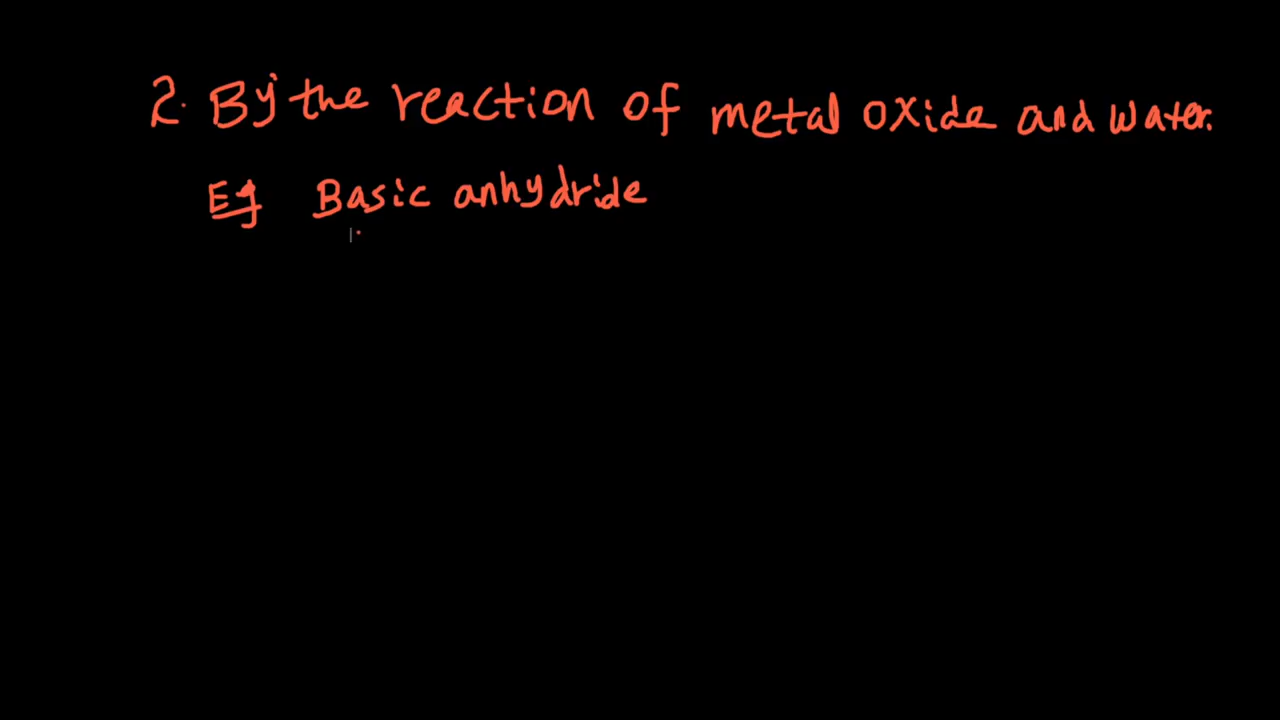 2. By the reaction of metal oxide and water.
Eg Basic anhydride